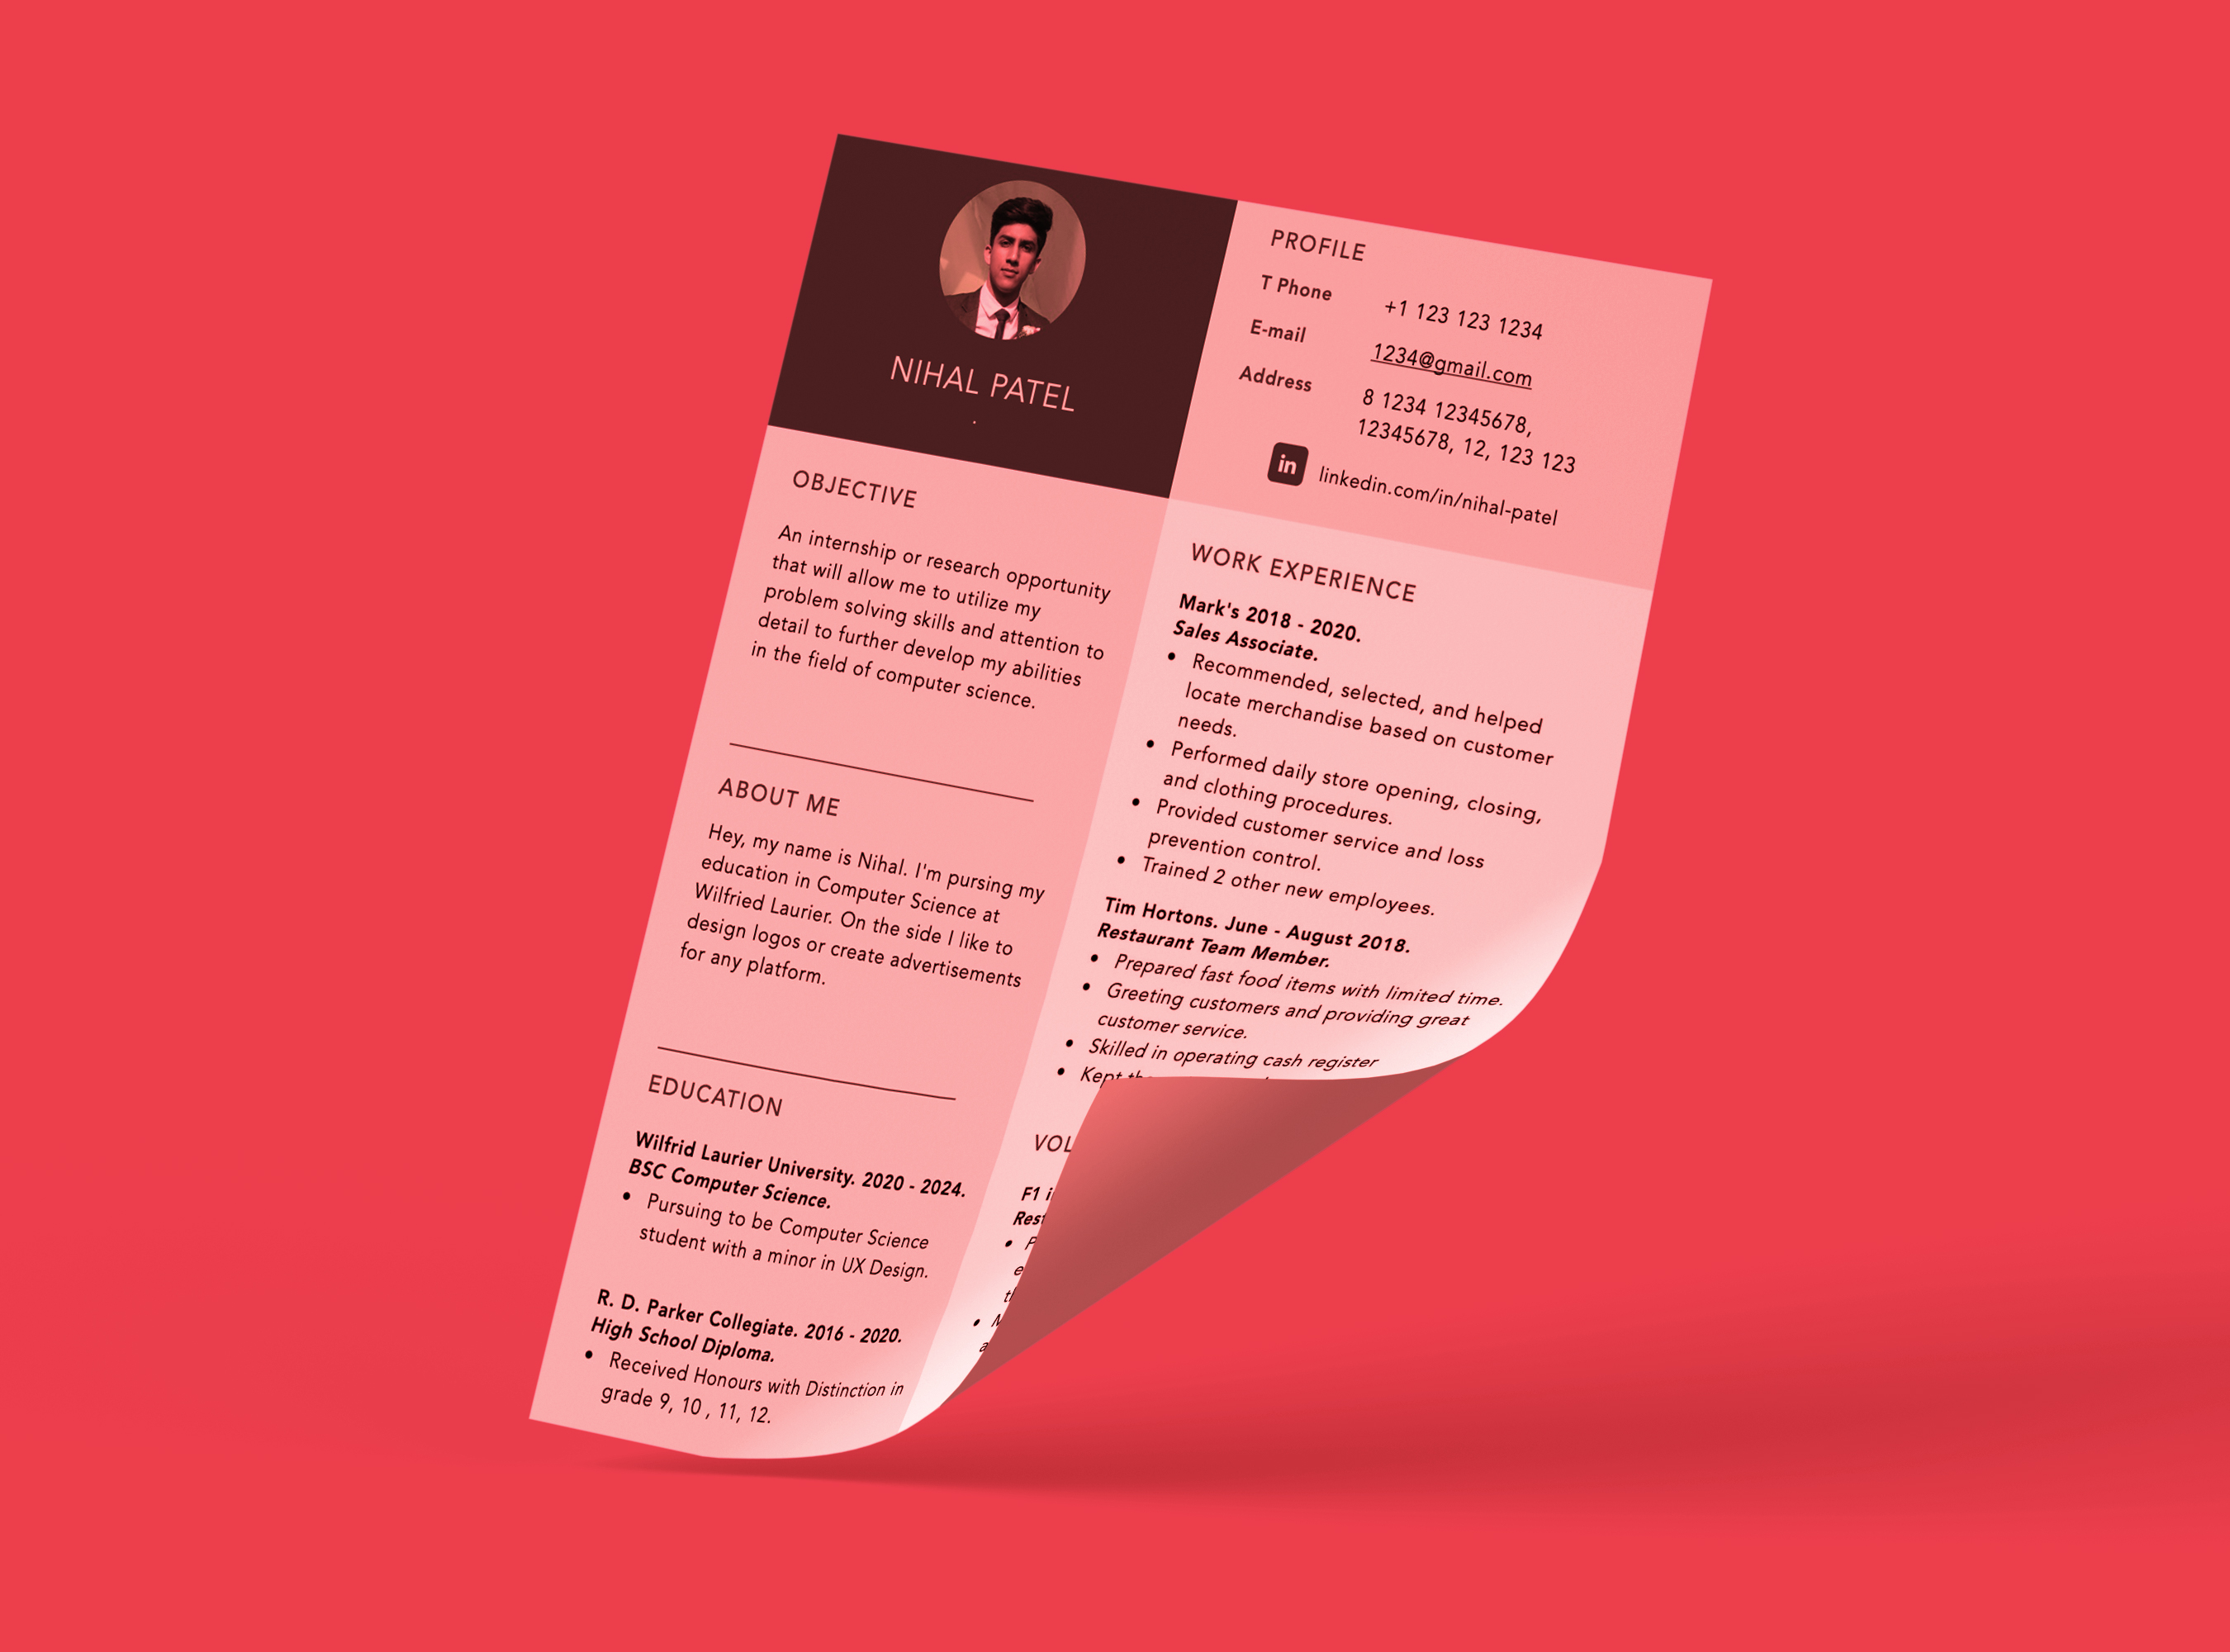 NIHAL PATEL
PROFILE
T Phone
+1 123 123 1234
E-mail
1234@gmail.com
Address
8 1234 12345678,
12345678, 12, 123 123
in
linkedin.com/in/nihal-patel
OBJECTIVE
An internship or research opportunity
that will allow me to utilize my
problem solving skills and attention to
detail to further develop my abilities
in the field of computer science.
ABOUT ME
Hey, my name is Nihal. I'm pursing my
education in Computer Science at
Wilfried Laurier. On the side I like to
design logos or create advertisements
for any platform.
EDUCATION
Wilfrid Laurier University. 2020 - 2024.
BSC Computer Science.
• Pursuing to be Computer Science
student with a minor in UX Design.
R. D. Parker Collegiate. 2016 - 2020.
High School Diploma.
• Received Honours with Distinction in
grade 9, 10 , 11, 12.
WORK EXPERIENCE
Mark's 2018 - 2020.
Sales Associate.
• Recommended, selected, and helped
locate merchandise based on customer
needs.
• Performed daily store opening, closing,
and clothing procedures.
• Provided customer service and loss
prevention control.
• Trained 2 other new employees.
Tim Hortons. June - August 2018.
Restaurant Team Member.
• Prepared fast food items with limited time.
• Greeting customers and providing great
customer service.
• Skilled in operating cash register
• Kept
F1